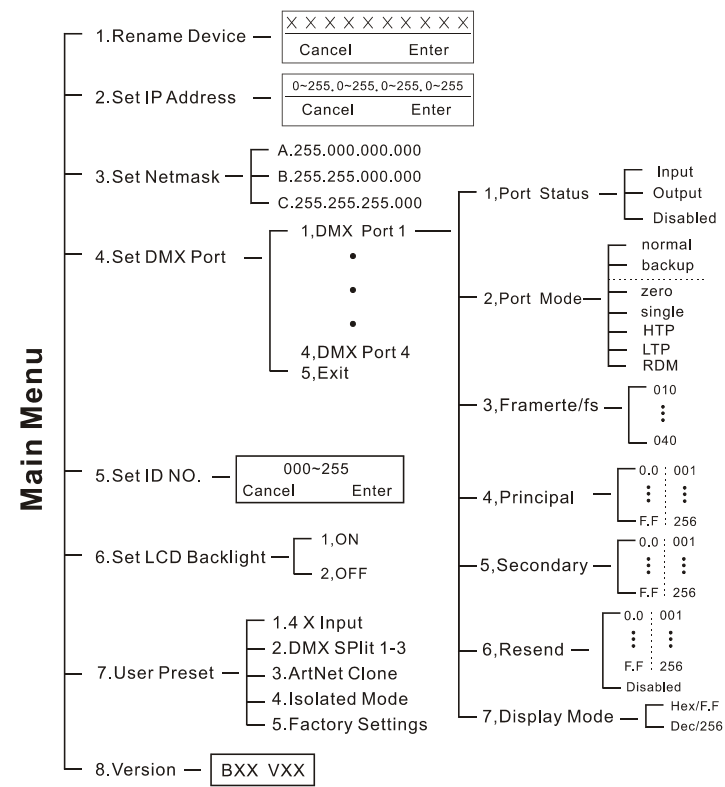 Main Menu
1.Rename Device
X X X X X X X X X X
Cancel Enter
2.Set IP Address
0~255. 0~255. 0~255. 0~255
Cancel Enter
3.Set Netmask
A.255.000.000.000
B.255.255.000.000
C.255.255.255.000
4.Set DMX Port
1,DMX Port 1
4,DMX Port 4
5,Exit
1,Port Status
Input
Output
Disabled
2,Port Mode
normal
backup
zero
single
HTP
LTP
RDM
3,Framerte/fs
010
040
4,Principal
0.0 001
F.F 256
5,Secondary
0.0 001
F.F 256
6,Resend
0.0 001
F.F 256
Disabled
7,Display Mode
Hex/F.F
Dec/256
5.Set ID NO.
000~255
Cancel Enter
6.Set LCD Backlight
1,ON
2,OFF
7.User Preset
1.4 X Input
2.DMX SPlit 1-3
3.ArtNet Clone
4.Isolated Mode
5.Factory Settings
8.Version
BXX VXX